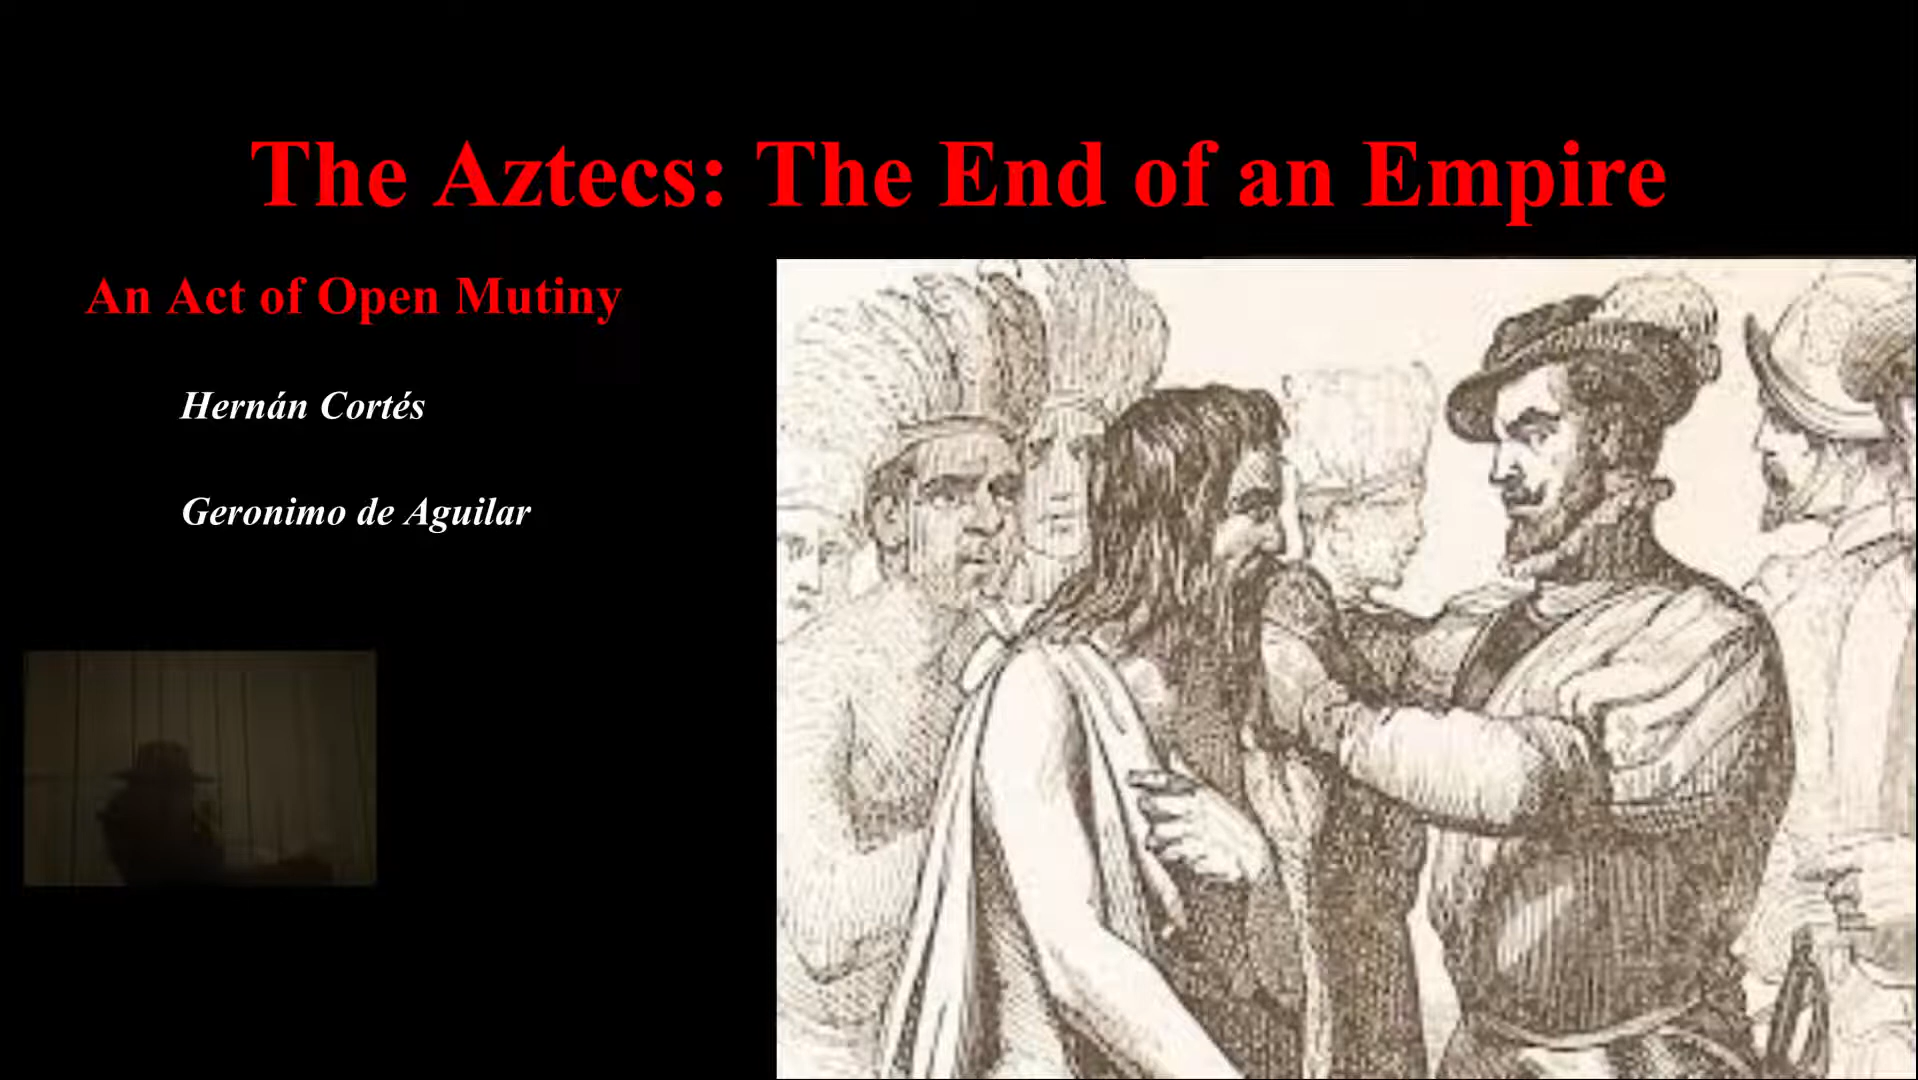 The Aztecs: The End of an Empire
An Act of Open Mutiny
Hernán Cortés
Geronimo de Aguilar